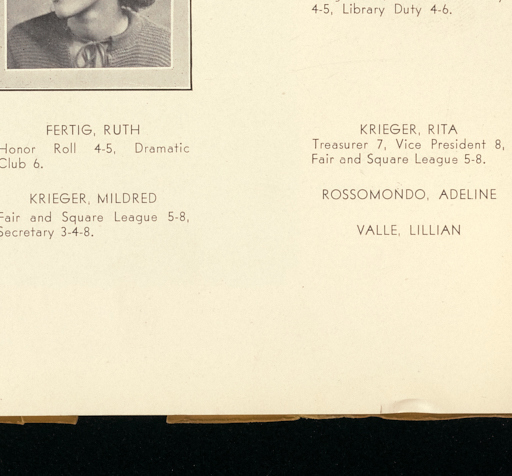 4-5, Library Duty 4-6.
FERTIG, RUTH
Honor Roll 4-5, Dramatic
Club 6.
KRIEGER, MILDRED
Fair and Square League 5-8,
Secretary 3-4-8.
KRIEGER, RITA
Treasurer 7, Vice President 8,
Fair and Square League 5-8.
ROSSOMONDO, ADELINE
VALLE, LILLIAN